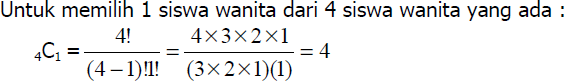 Untuk memilih 1 siswa wanita dari 4 siswa wanita yang ada :
₄C₁ = 4! / (4 – 1)!1! = 4×3×2×1 / (3×2×1)(1) = 4